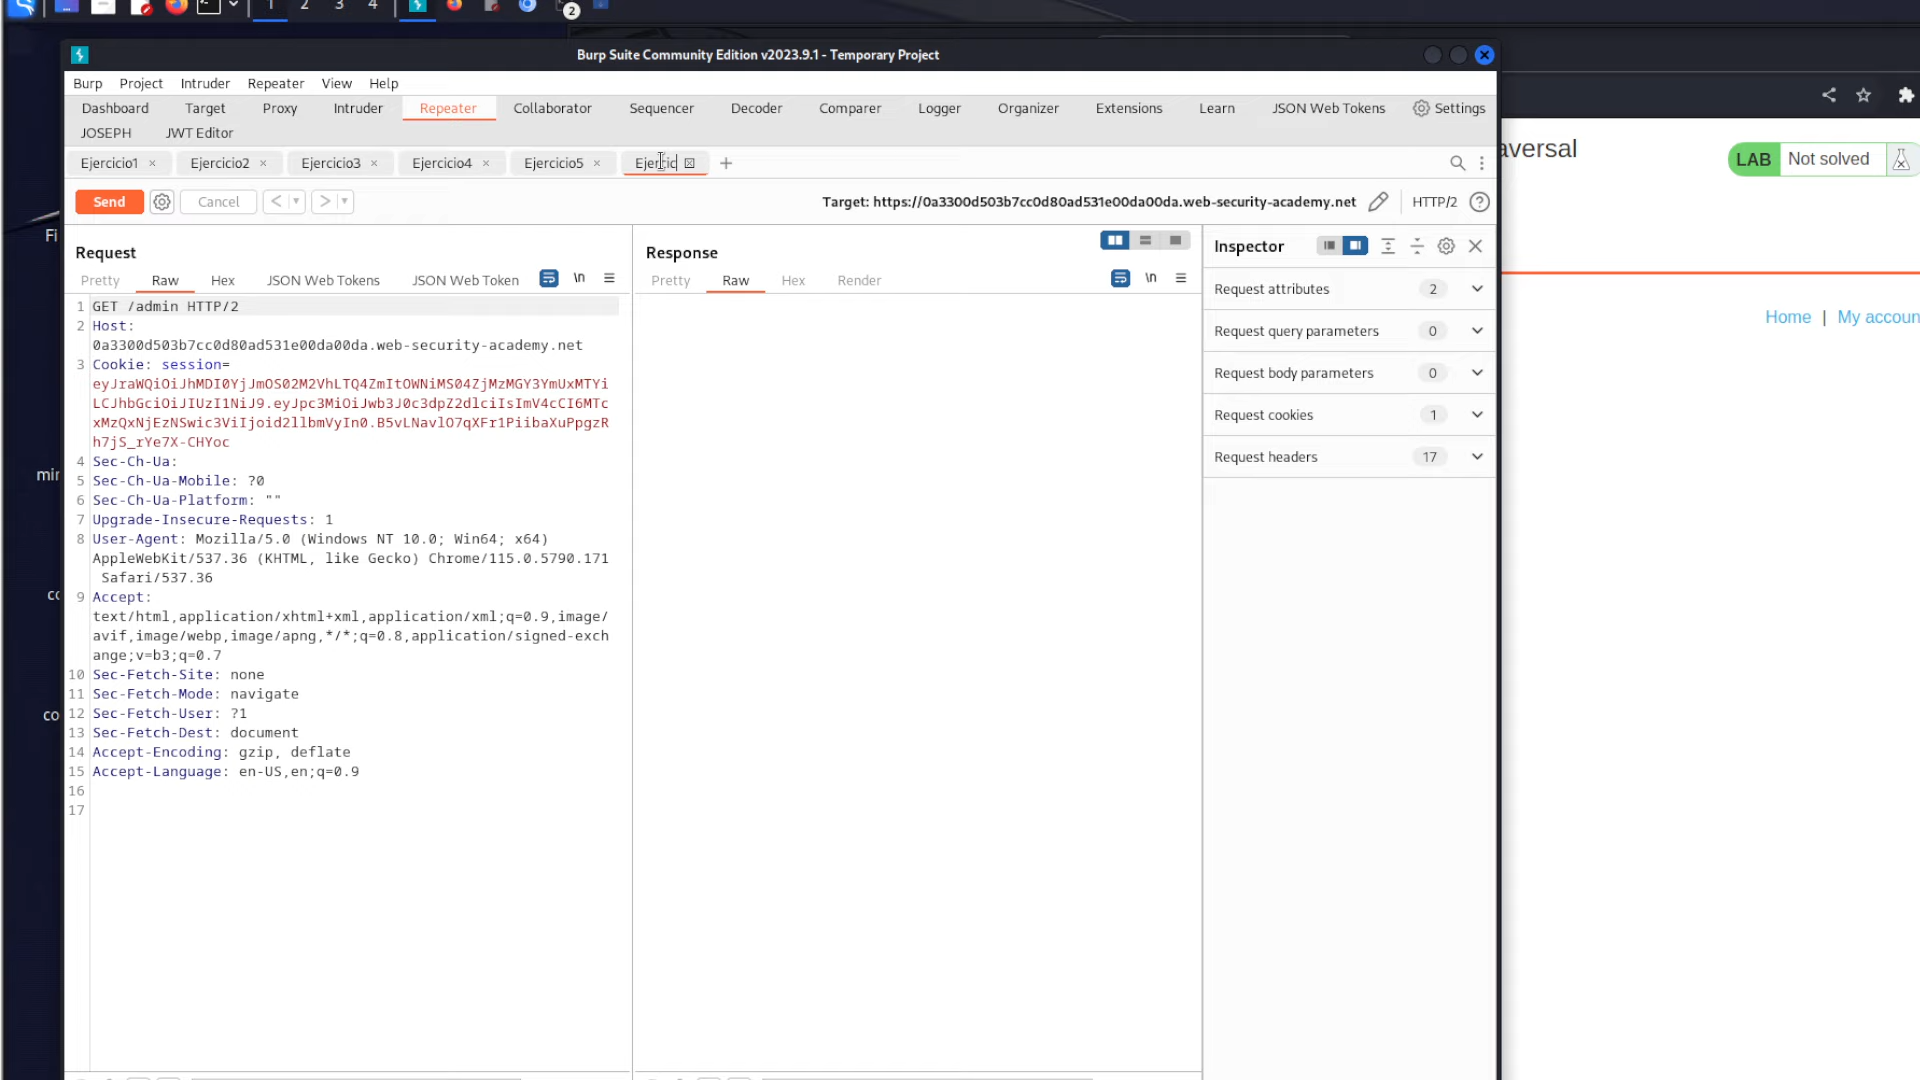 1 2 3 4
2
Burp Suite Community Edition v2023.9.1 - Temporary Project
Burp Project Intruder Repeater View Help
Dashboard Target Proxy Intruder Repeater Collaborator Sequencer Decoder Comparer Logger Organizer Extensions Learn JSON Web Tokens Settings
JOSEPH JWT Editor
Ejercicio1 × Ejercicio2 × Ejercicio3 × Ejercicio4 × Ejercicio5 × Ejercic +
aversal
LAB Not solved
Send Cancel < >
Target: https://0a3300d503b7cc0d80ad531e00da00da.web-security-academy.net HTTP/2
Request
Pretty Raw Hex JSON Web Tokens JSON Web Token \n
1 GET /admin HTTP/2
2 Host:
0a3300d503b7cc0d80ad531e00da00da.web-security-academy.net
3 Cookie: session=
eyJraWQiOiJhMDI0YjJmOS02M2VhLTQ4ZmItOWNiMS04ZjMzMGY3YmUxMTYi
LCJhbGciOiJIUzI1NiJ9.eyJpc3MiOiJwb3J0c3dpZ2dlciIsImV4cCI6MTc
xMzQxNjEzNSwic3ViIjoid2llbmVyIn0.B5vLNavlO7qXFr1PiibaXuPpgzR
h7jS_rYe7X-CHYoc
4 Sec-Ch-Ua:
5 Sec-Ch-Ua-Mobile: ?0
6 Sec-Ch-Ua-Platform: ""
7 Upgrade-Insecure-Requests: 1
8 User-Agent: Mozilla/5.0 (Windows NT 10.0; Win64; x64)
AppleWebKit/537.36 (KHTML, like Gecko) Chrome/115.0.5790.171
Safari/537.36
9 Accept:
text/html,application/xhtml+xml,application/xml;q=0.9,image/
avif,image/webp,image/apng,*/*;q=0.8,application/signed-exch
ange;v=b3;q=0.7
10 Sec-Fetch-Site: none
11 Sec-Fetch-Mode: navigate
12 Sec-Fetch-User: ?1
13 Sec-Fetch-Dest: document
14 Accept-Encoding: gzip, deflate
15 Accept-Language: en-US,en;q=0.9
16
17
Response
Pretty Raw Hex Render \n
Inspector
Request attributes 2
Request query parameters 0
Request body parameters 0
Request cookies 1
Request headers 17
Home | My accoun
Fi
co
co